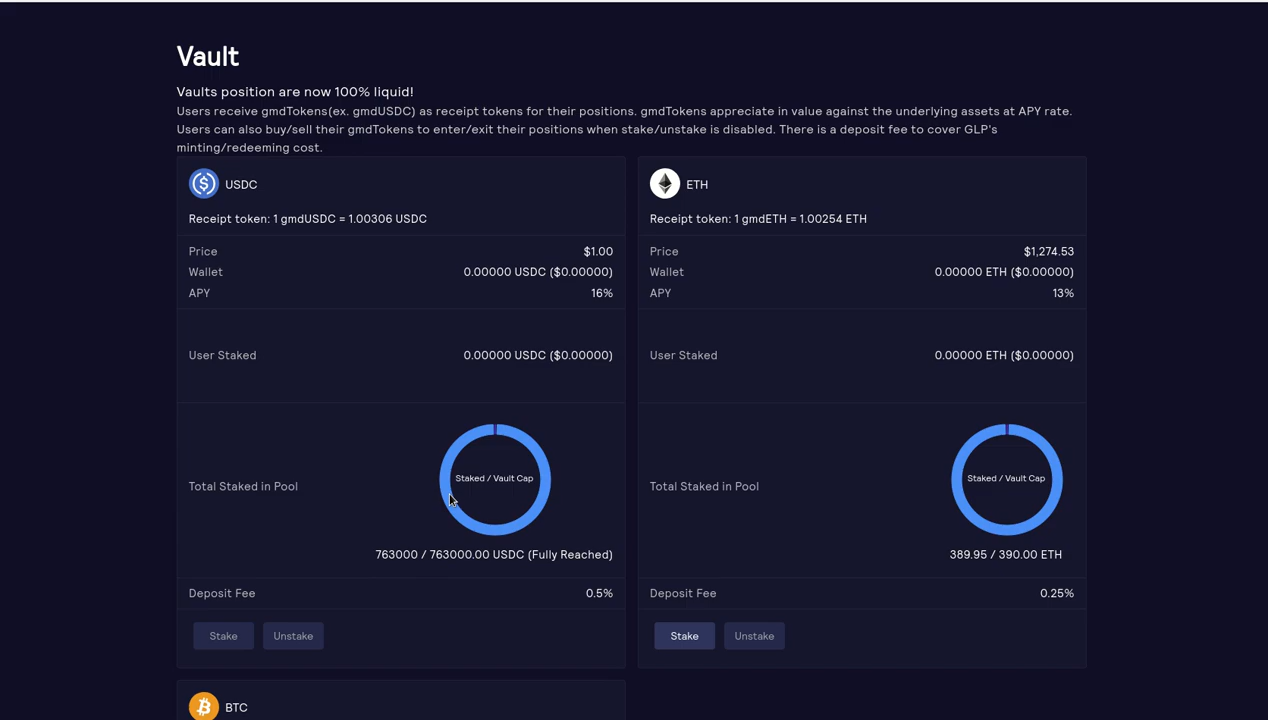 Vault
Vaults position are now 100% liquid!
Users receive gmdTokens(ex. gmdUSDC) as receipt tokens for their positions. gmdTokens appreciate in value against the underlying assets at APY rate.
Users can also buy/sell their gmdTokens to enter/exit their positions when stake/unstake is disabled. There is a deposit fee to cover GLP's
minting/redeeming cost.
USDC
Receipt token: 1 gmdUSDC = 1.00306 USDC
Price $1.00
Wallet 0.00000 USDC ($0.00000)
APY 16%
User Staked 0.00000 USDC ($0.00000)
Staked / Vault Cap
Total Staked in Pool
763000 / 763000.00 USDC (Fully Reached)
Deposit Fee 0.5%
Stake Unstake
ETH
Receipt token: 1 gmdETH = 1.00254 ETH
Price $1,274.53
Wallet 0.00000 ETH ($0.00000)
APY 13%
User Staked 0.00000 ETH ($0.00000)
Staked / Vault Cap
Total Staked in Pool
389.95 / 390.00 ETH
Deposit Fee 0.25%
Stake Unstake
BTC